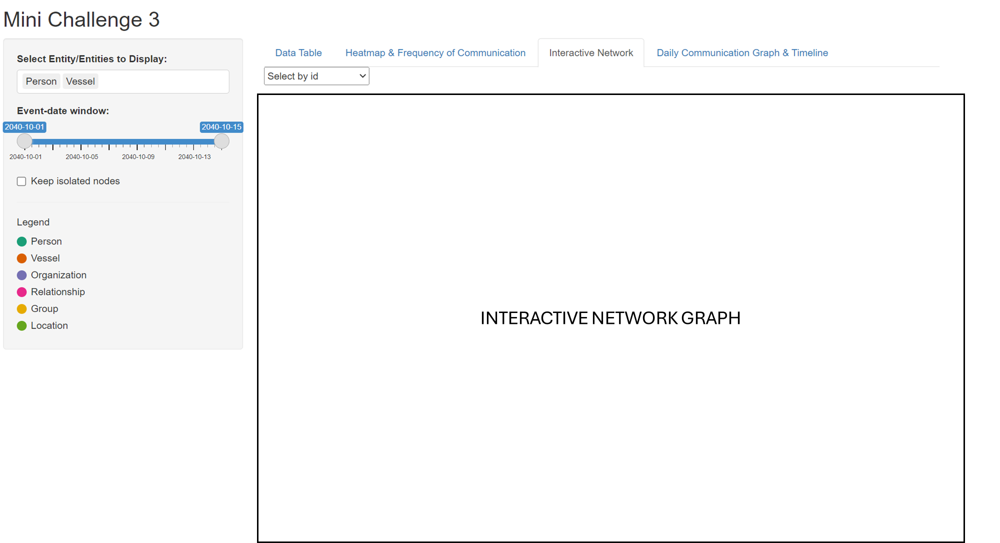 Mini Challenge 3
Select Entity/Entities to Display:
Person Vessel
Event-date window:
2040-10-01 2040-10-15
2040-10-01 2040-10-05 2040-10-09 2040-10-13
Keep isolated nodes
Legend
Person
Vessel
Organization
Relationship
Group
Location
Data Table Heatmap & Frequency of Communication Interactive Network Daily Communication Graph & Timeline
Select by id
INTERACTIVE NETWORK GRAPH